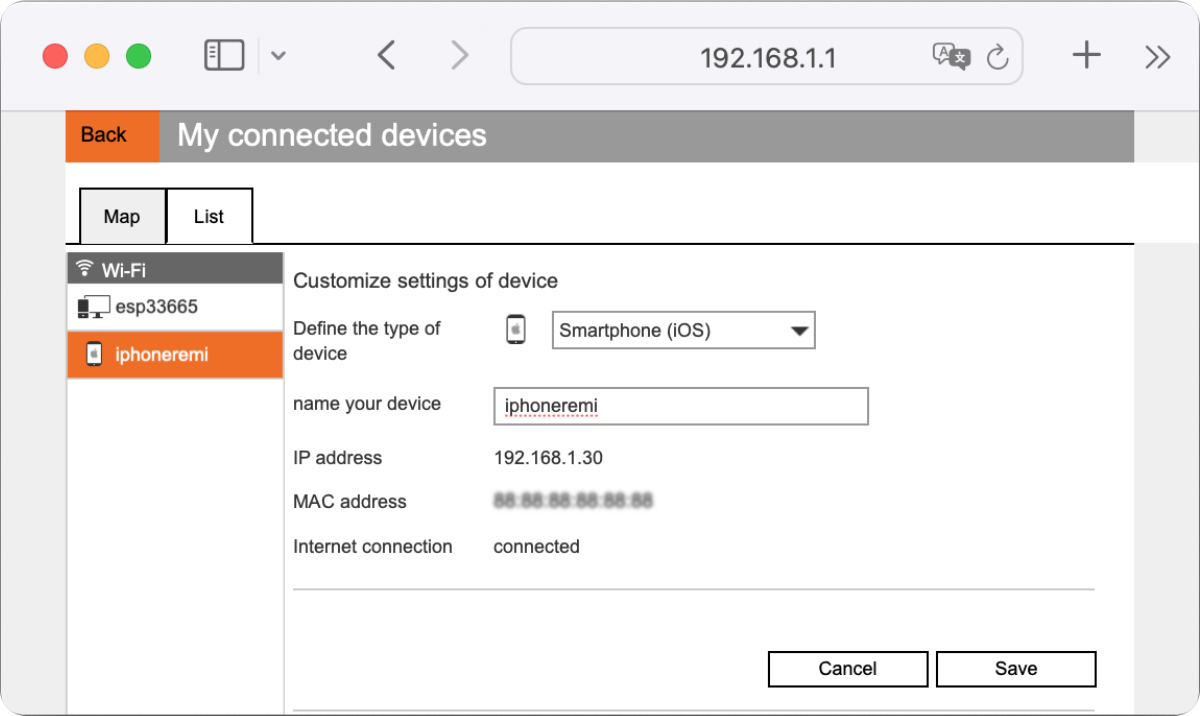 192.168.1.1
Back
My connected devices
Map
List
Wi-Fi
esp33665
iphoneremi
Customize settings of device
Define the type of
device
Smartphone (iOS)
name your device
iphoneremi
IP address
192.168.1.30
MAC address
Internet connection
connected
Cancel
Save